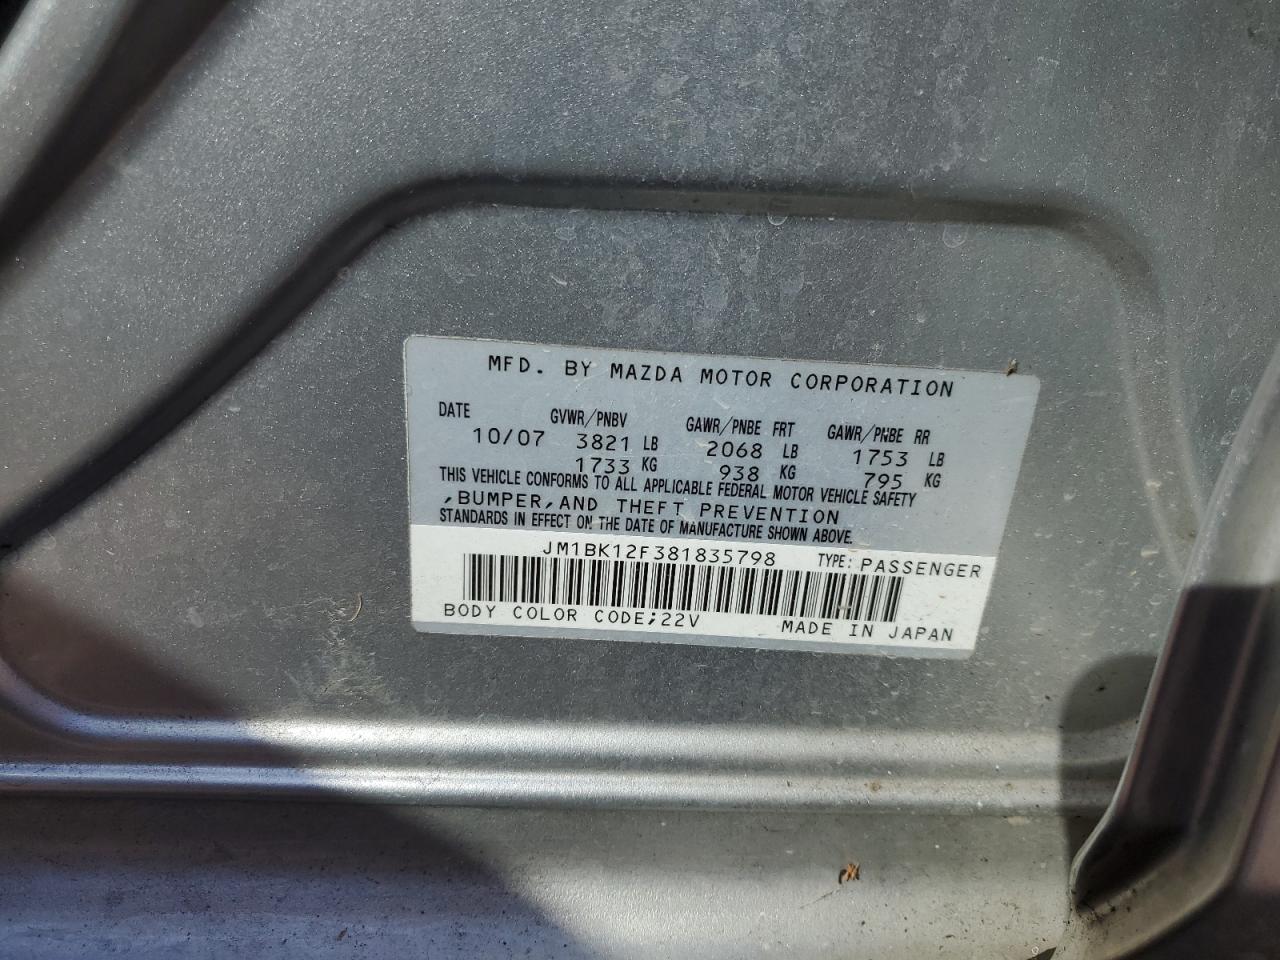 MFD. BY MAZDA MOTOR CORPORATION
DATE GVWR/PNBV GAWR/PNBE FRT GAWR/PNBE RR
10/07 3821 LB 2068 LB 1753 LB
1733 KG 938 KG 795 KG
THIS VEHICLE CONFORMS TO ALL APPLICABLE FEDERAL MOTOR VEHICLE SAFETY
,BUMPER,AND THEFT PREVENTION
STANDARDS IN EFFECT ON THE DATE OF MANUFACTURE SHOWN ABOVE.
JM1BK12F381835798 TYPE: PASSENGER
BODY COLOR CODE;22V MADE IN JAPAN